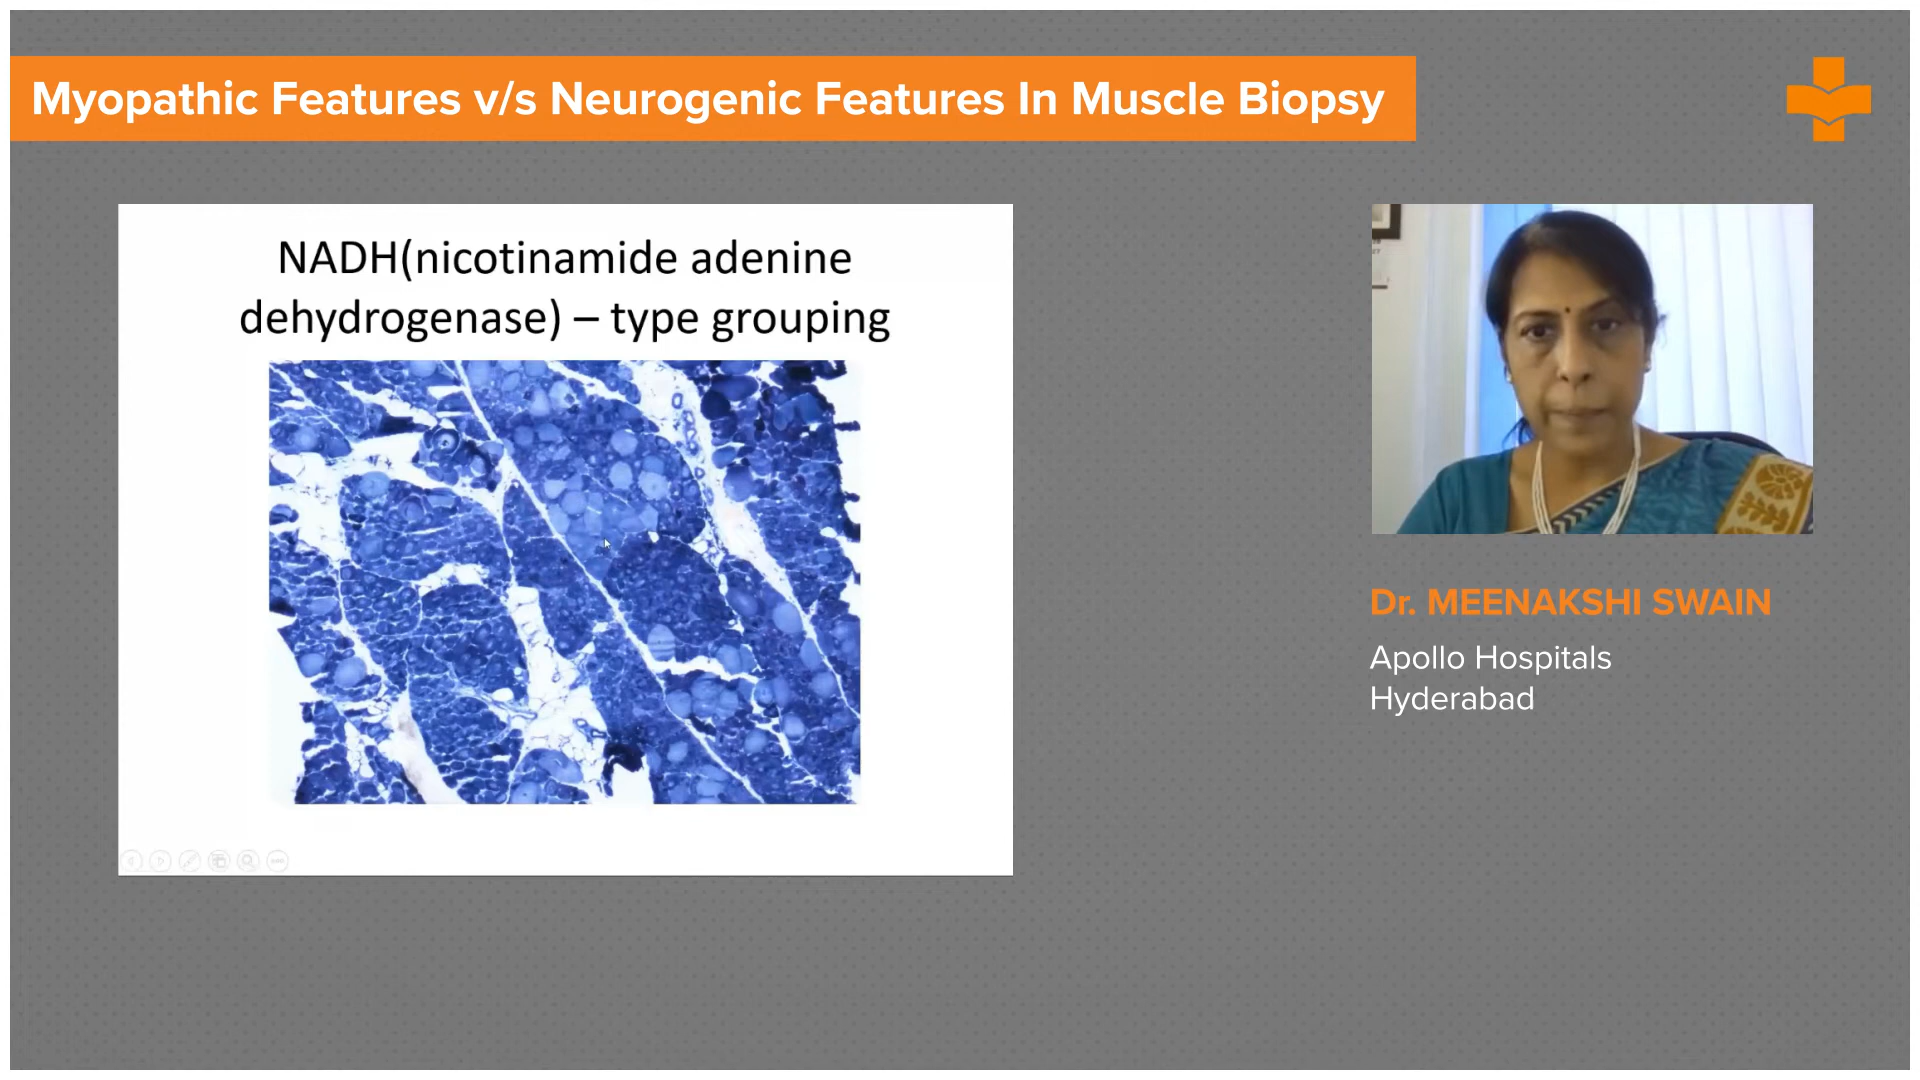 Myopathic Features v/s Neurogenic Features In Muscle Biopsy
NADH(nicotinamide adenine
dehydrogenase) – type grouping
Dr. MEENAKSHI SWAIN
Apollo Hospitals
Hyderabad